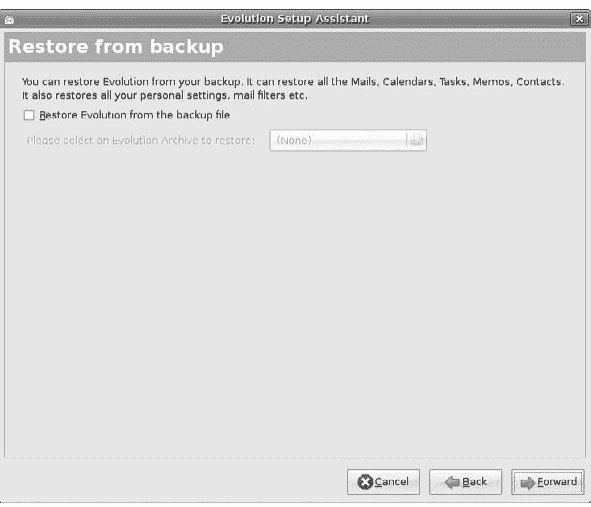 Evolution Setup Assistant
Restore from backup
You can restore Evolution from your backup. It can restore all the Mails, Calendars, Tasks, Memos, Contacts.
It also restores all your personal settings, mail filters etc.
Restore Evolution from the backup file
Please select an Evolution Archive to restore: (None)
Cancel Back Forward